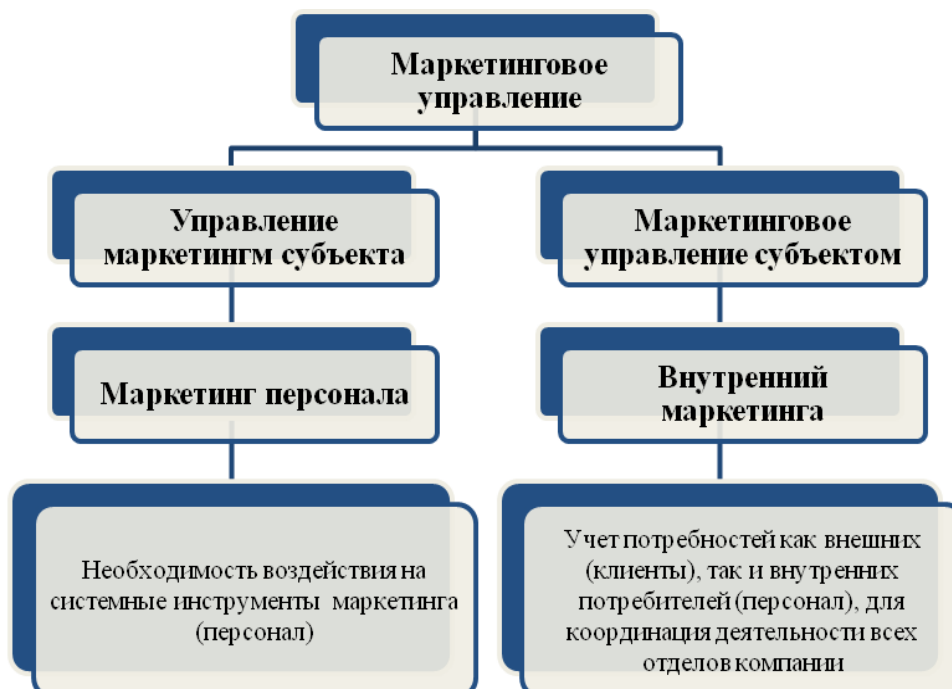 Маркетинговое
управление
Управление
маркетингм субъекта
Маркетинговое
управление субъектом
Маркетинг персонала
Внутренний
маркетинга
Необходимость воздействия на
системные инструменты маркетинга
(персонал)
Учет потребностей как внешних
(клиенты), так и внутренних
потребителей (персонал), для
координация деятельности всех
отделов компании